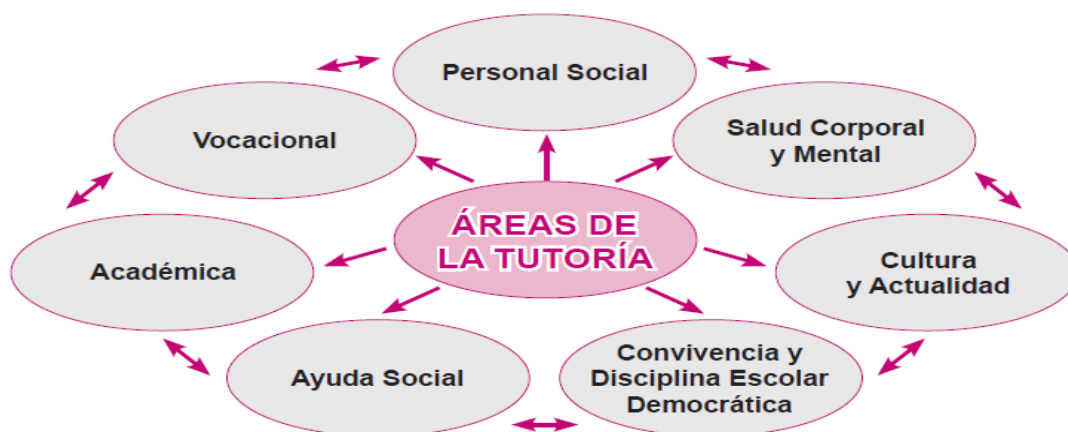 Personal Social
Vocacional
Salud Corporal
y Mental
ÁREAS DE
LA TUTORÍA
Académica
Cultura
y Actualidad
Ayuda Social
Convivencia y
Disciplina Escolar
Democrática